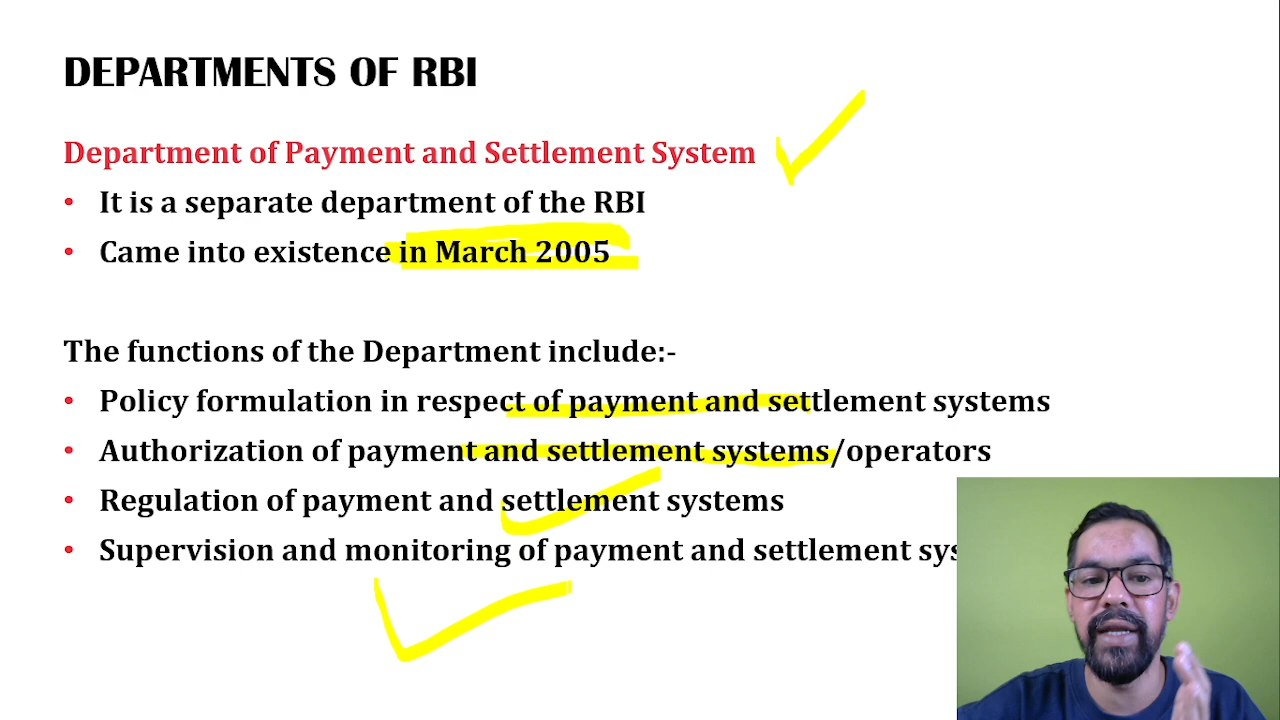 DEPARTMENTS OF RBI
Department of Payment and Settlement System
• It is a separate department of the RBI
• Came into existence in March 2005
The functions of the Department include:-
• Policy formulation in respect of payment and settlement systems
• Authorization of payment and settlement systems/operators
• Regulation of payment and settlement systems
• Supervision and monitoring of payment and settlement sys